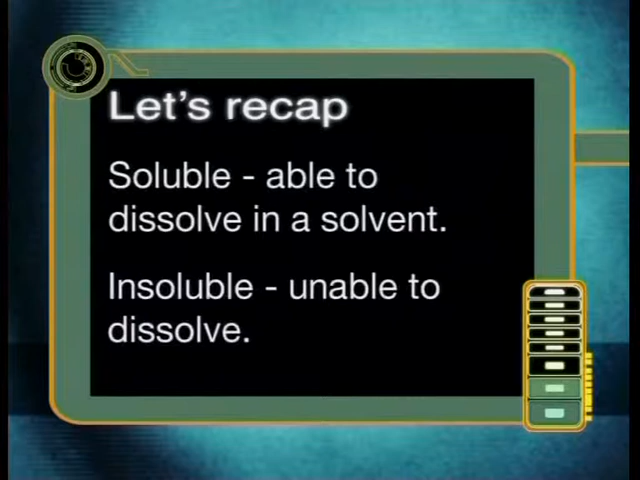 Let's recap
Soluble - able to
dissolve in a solvent.
Insoluble - unable to
dissolve.